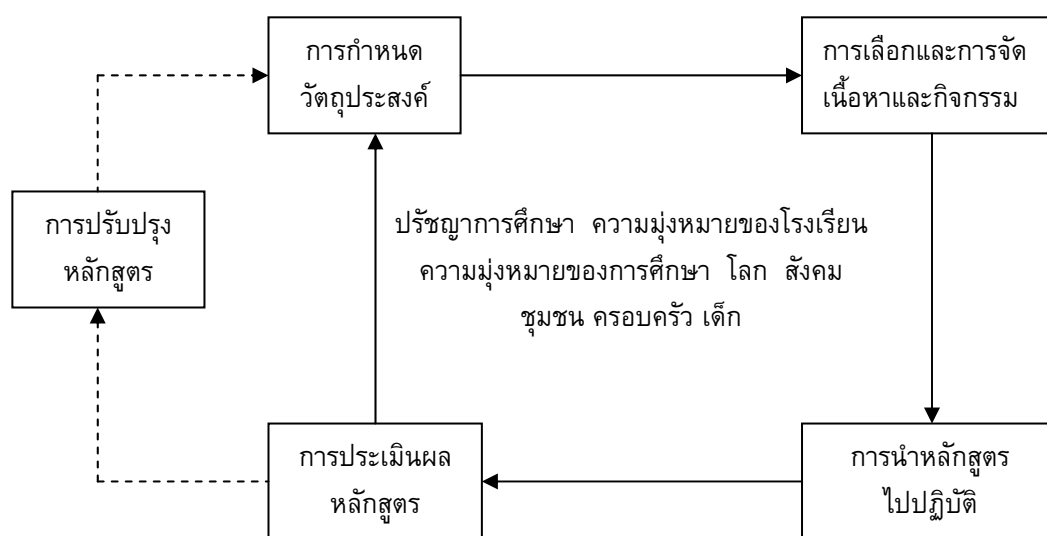 การกำหนด
วัตถุประสงค์
การเลือกและการจัด
เนื้อหาและกิจกรรม
การปรับปรุง
หลักสูตร
ปรัชญาการศึกษา ความมุ่งหมายของโรงเรียน
ความมุ่งหมายของการศึกษา โลก สังคม
ชุมชน ครอบครัว เด็ก
การประเมินผล
หลักสูตร
การนำหลักสูตร
ไปปฏิบัติ